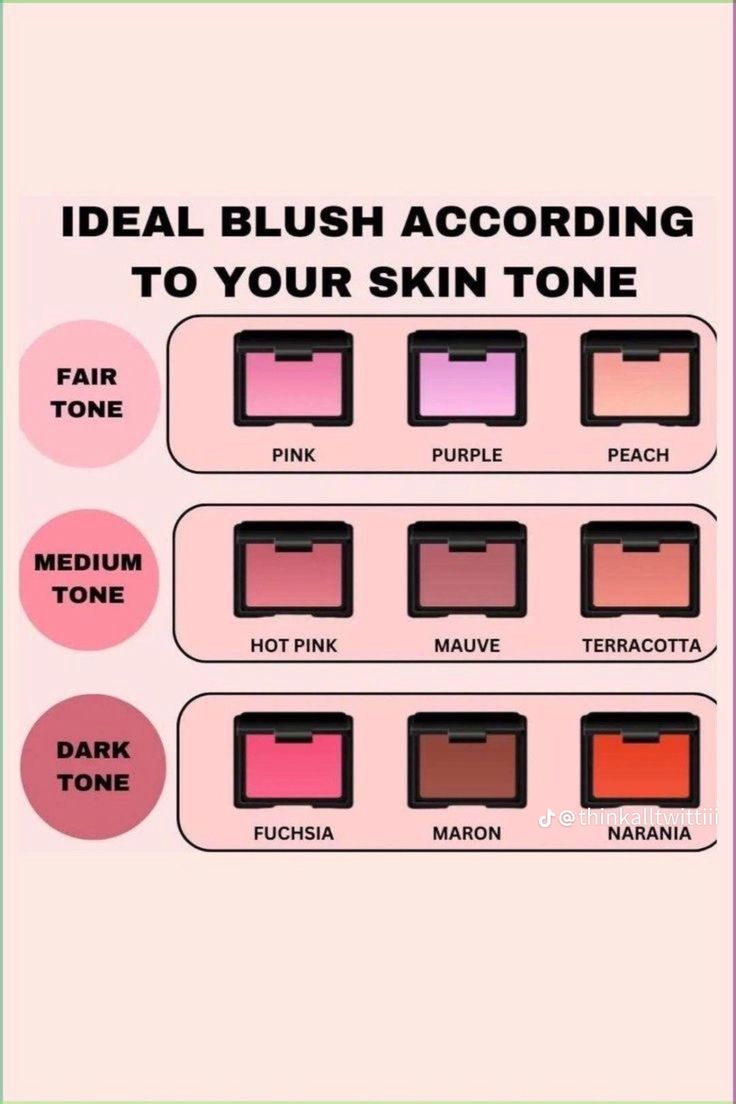 IDEAL BLUSH ACCORDING
TO YOUR SKIN TONE
FAIR
TONE
PINK
PURPLE
PEACH
MEDIUM
TONE
HOT PINK
MAUVE
TERRACOTTA
DARK
TONE
FUCHSIA
MARON
NARANIA
@thinkalltwittiii